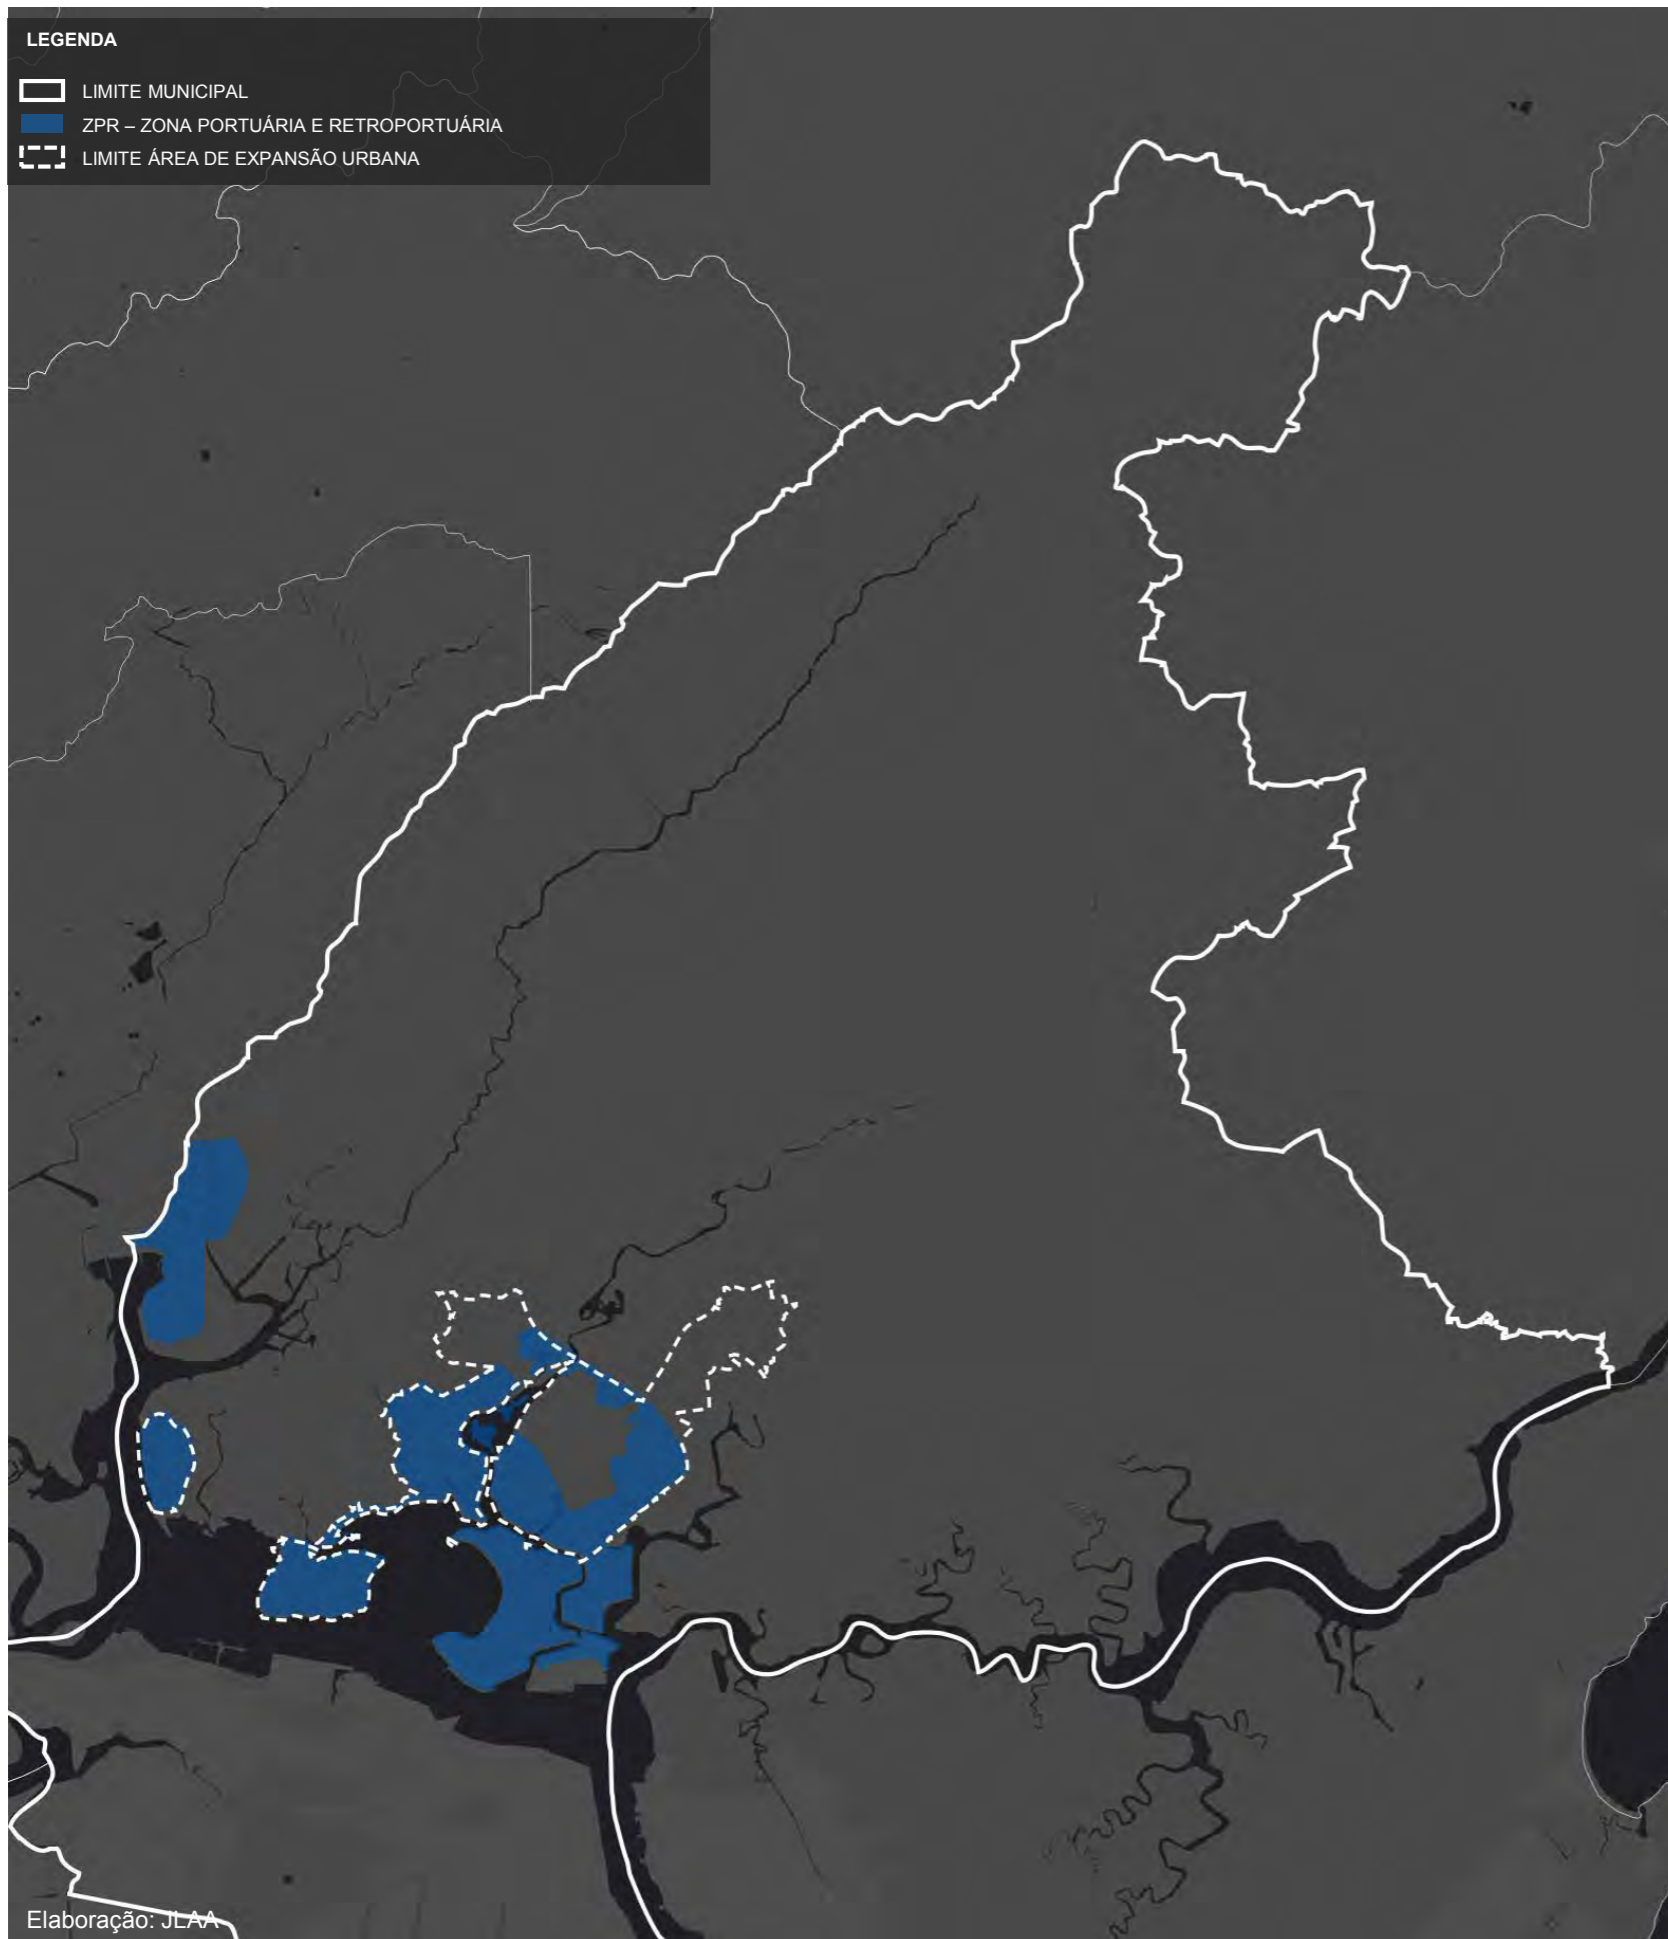 LEGENDA
LIMITE MUNICIPAL
ZPR – ZONA PORTUÁRIA E RETROPORTUÁRIA
LIMITE ÁREA DE EXPANSÃO URBANA
Elaboração: JLAA